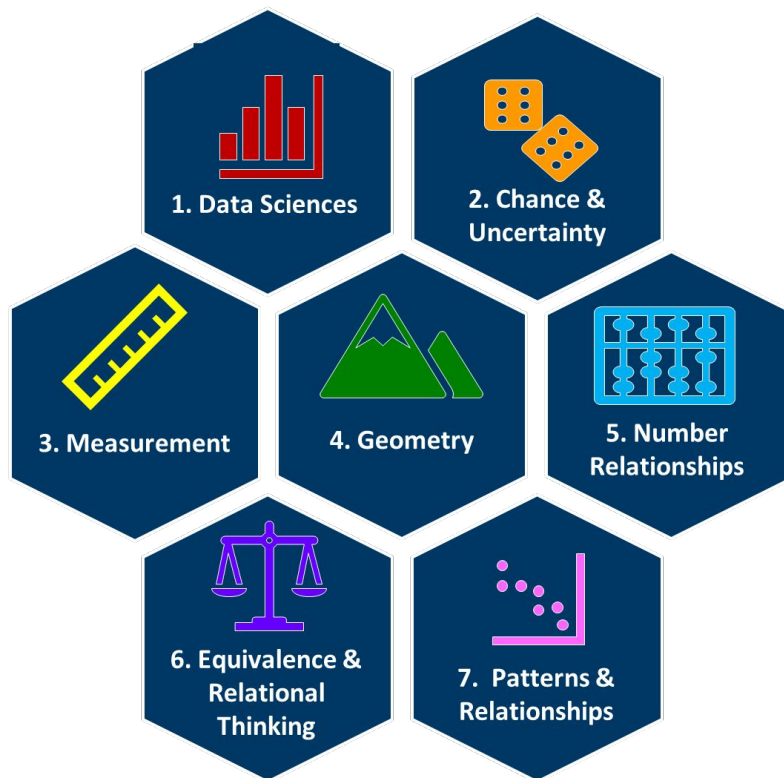 1. Data Sciences
2. Chance &
Uncertainty
3. Measurement
4. Geometry
5. Number
Relationships
6. Equivalence &
Relational
Thinking
7. Patterns &
Relationships